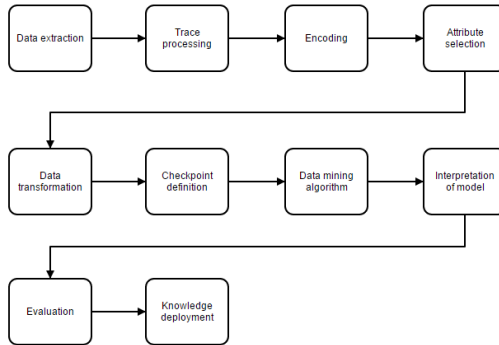 Data extraction
Trace
processing
Encoding
Attribute
selection
Data
transformation
Checkpoint
definition
Data mining
algorithm
Interpretation
of model
Evaluation
Knowledge
deployment